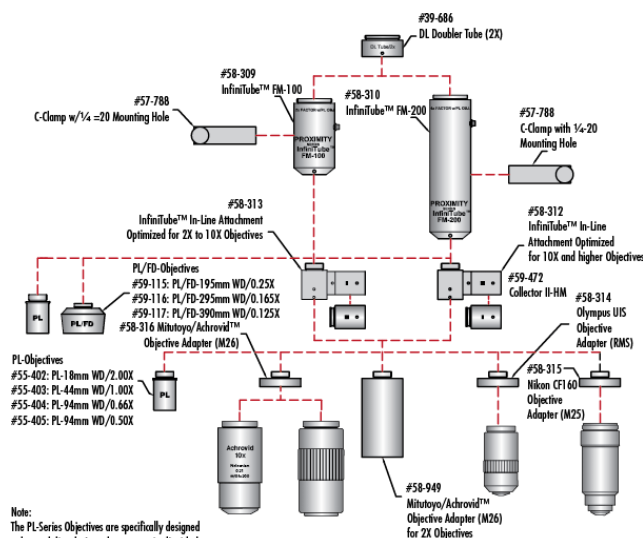 #39-686
DL Doubler Tube (2X)
DL Tube/2x
#58-309
InfiniTube™ FM-100
#58-310
InfiniTube™ FM-200
#57-788
C-Clamp w/¼ =20 Mounting Hole
#57-788
C-Clamp with ¼-20
Mounting Hole
PROXIMITY
InfiniTube™
FM-100
PROXIMITY
InfiniTube™
FM-200
#58-313
InfiniTube™ In-Line Attachment
Optimized for 2X to 10X Objectives
#58-312
InfiniTube™ In-Line
Attachment Optimized
for 10X and higher Objectives
#59-472
Collector II-HM
PL
PL/FD
PL/FD-Objectives
#59-115: PL/FD-195mm WD/0.25X
#59-116: PL/FD-295mm WD/0.165X
#59-117: PL/FD-390mm WD/0.125X
#58-316 Mitutoyo/Achrovid™
Objective Adapter (M26)
#58-314
Olympus UIS
Objective
Adapter (RMS)
#58-315
Nikon CF160
Objective
Adapter (M25)
PL-Objectives
#55-402: PL-18mm WD/2.00X
#55-403: PL-44mm WD/1.00X
#55-404: PL-94mm WD/0.66X
#55-405: PL-94mm WD/0.50X
PL
Achrovid
10x
#58-949
Mitutoyo/Achrovid™
Objective Adapter (M26)
for 2X Objectives
Note:
The PL-Series Objectives are specifically designed